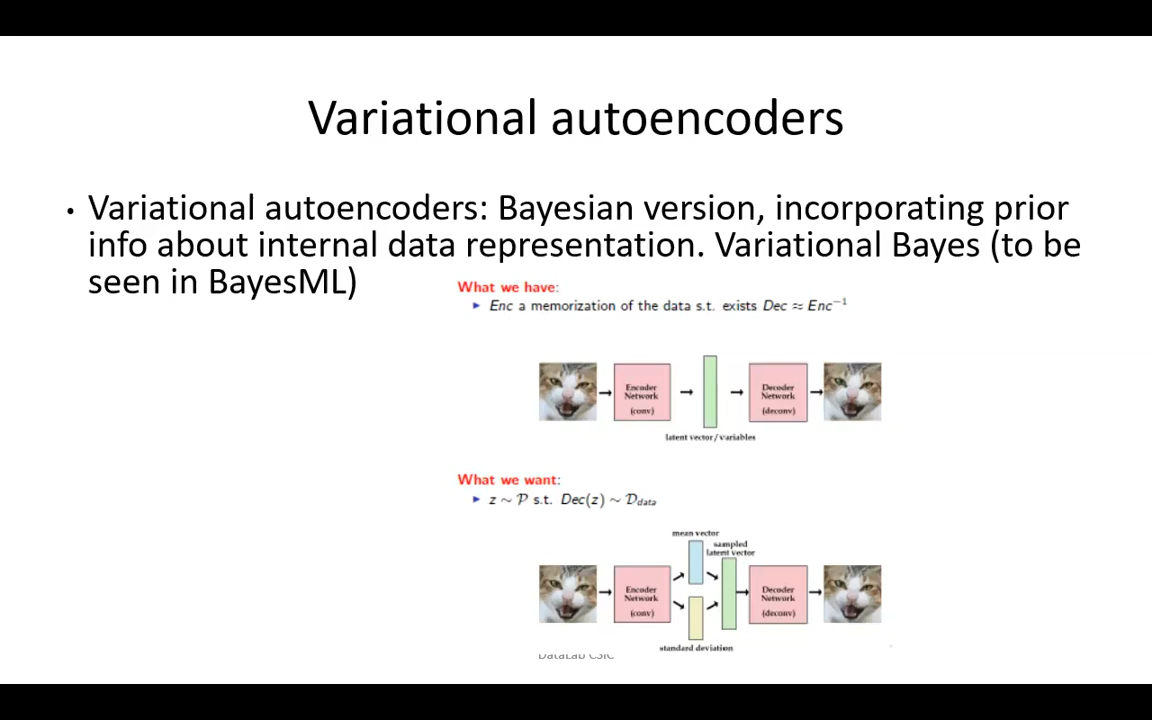 Variational autoencoders
• Variational autoencoders: Bayesian version, incorporating prior
info about internal data representation. Variational Bayes (to be
seen in BayesML)
What we have:
► Enc a memorization of the data s.t. exists Dec ≈ Enc⁻¹
Encoder
Network
(conv)
Decoder
Network
(deconv)
latent vector/variables
What we want:
► z ∼ P s.t. Dec(z) ∼ D_data
mean vector
sampled
latent vector
Encoder
Network
(conv)
Decoder
Network
(deconv)
standard deviation
DataLab CSIC